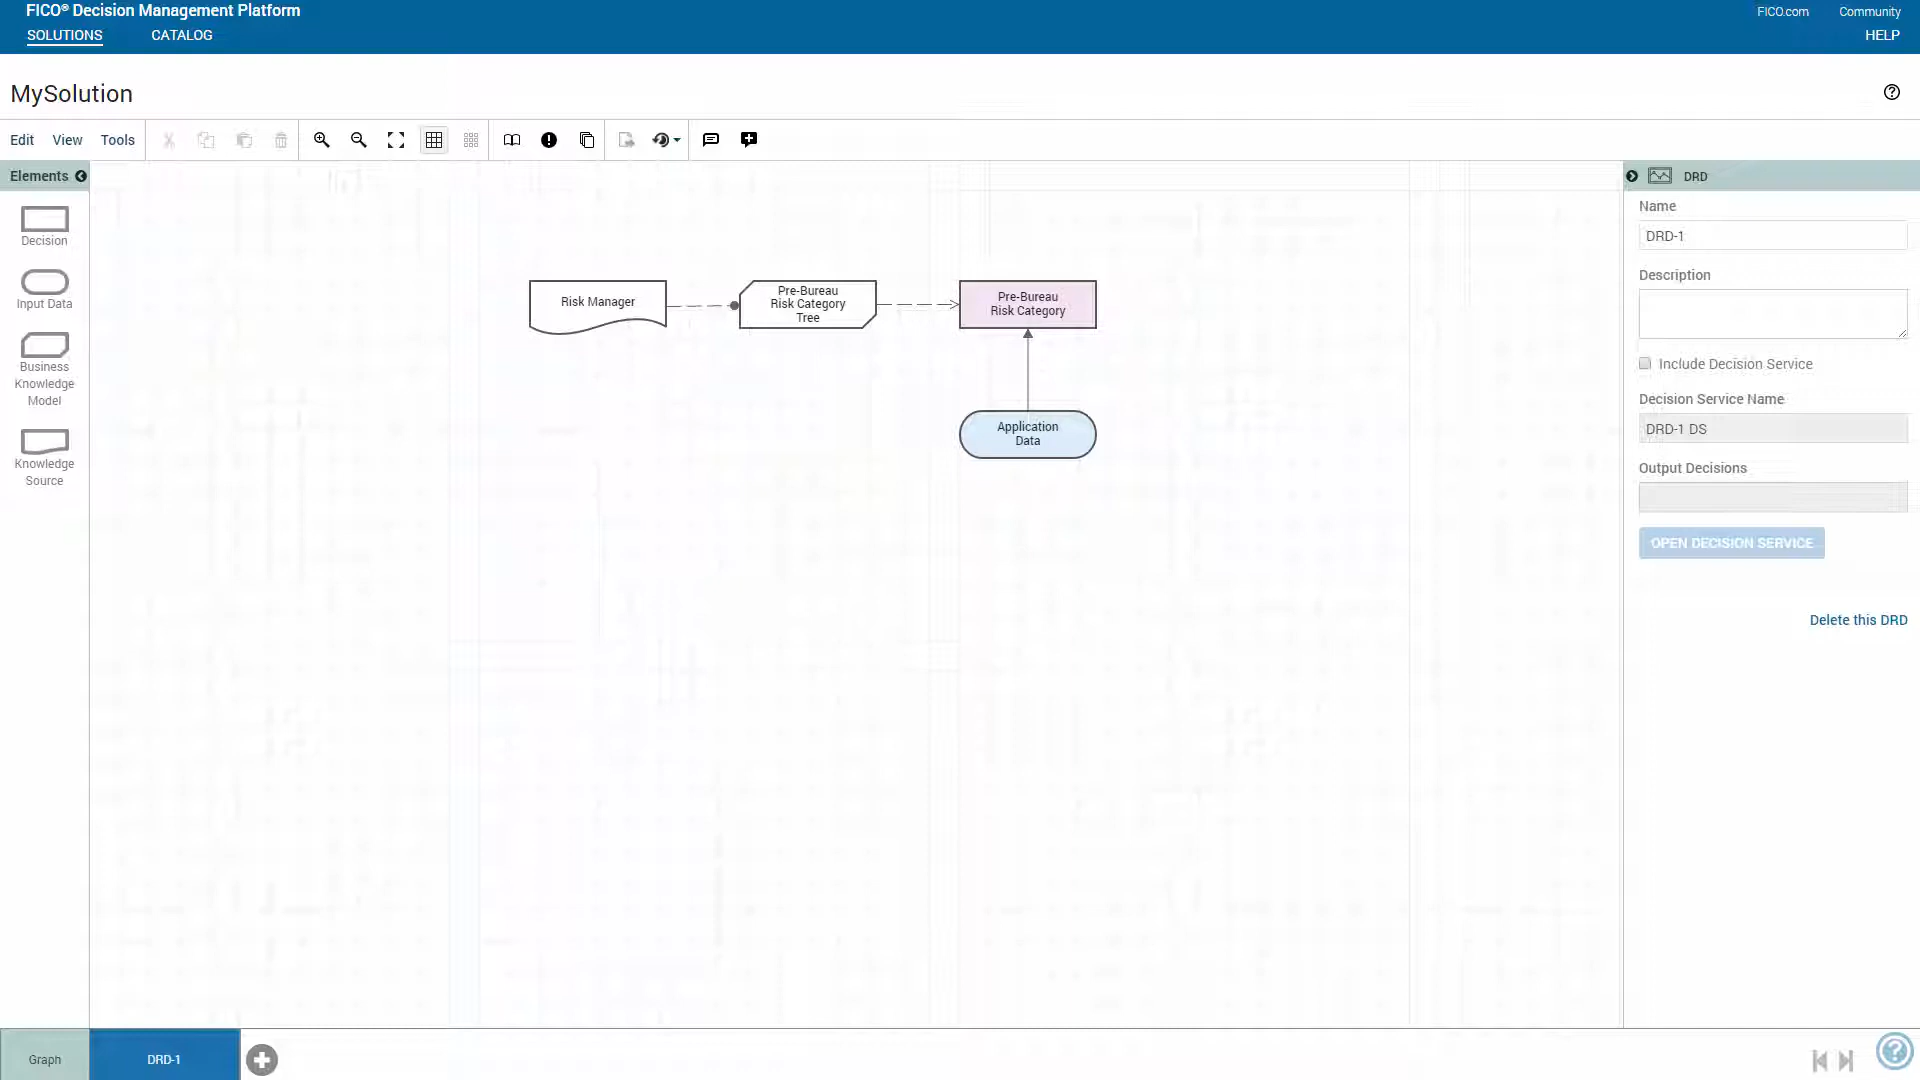 FICO® Decision Management Platform
FICO.com
Community
SOLUTIONS
CATALOG
HELP
MySolution
Edit
View
Tools
Elements
DRD
Decision
Input Data
Business
Knowledge
Model
Knowledge
Source
Risk Manager
Pre-Bureau
Risk Category
Tree
Pre-Bureau
Risk Category
Application
Data
Name
DRD-1
Description
Include Decision Service
Decision Service Name
DRD-1 DS
Output Decisions
OPEN DECISION SERVICE
Delete this DRD
Graph
DRD-1